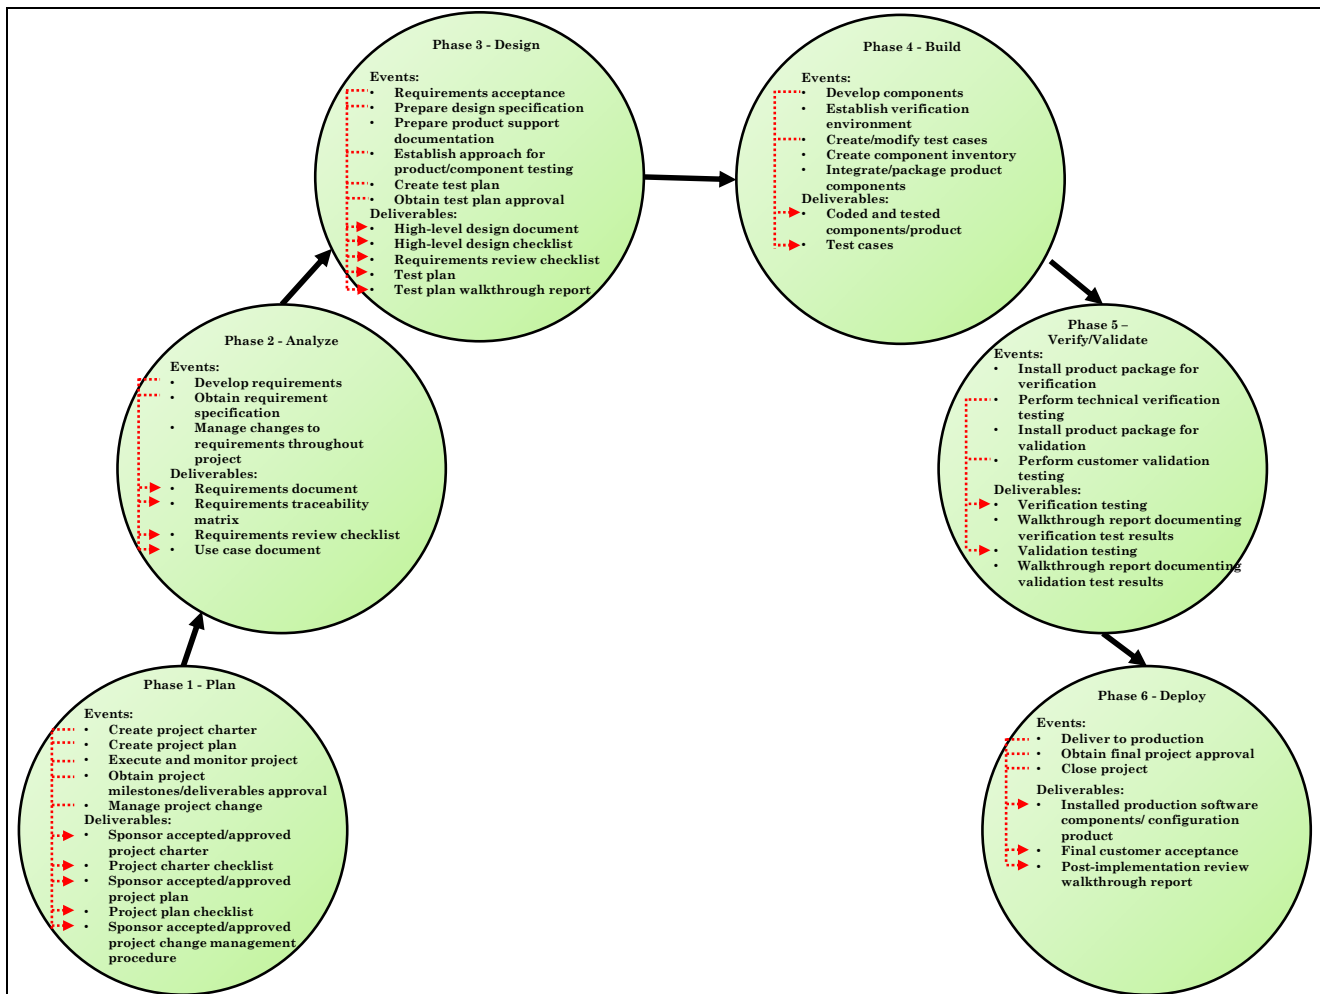 Phase 1 - Plan
Events:
• Create project charter
• Create project plan
• Execute and monitor project
• Obtain project
milestones/deliverables approval
• Manage project change
Deliverables:
• Sponsor accepted/approved
project charter
• Project charter checklist
• Sponsor accepted/approved
project plan
• Project plan checklist
• Sponsor accepted/approved
project change management
procedure
Phase 2 - Analyze
Events:
• Develop requirements
• Obtain requirement
specification
• Manage changes to
requirements throughout
project
Deliverables:
• Requirements document
• Requirements traceability
matrix
• Requirements review checklist
• Use case document
Phase 3 - Design
Events:
• Requirements acceptance
• Prepare design specification
• Prepare product support
documentation
• Establish approach for
product/component testing
• Create test plan
• Obtain test plan approval
Deliverables:
• High-level design document
• High-level design checklist
• Requirements review checklist
• Test plan
• Test plan walkthrough report
Phase 4 - Build
Events:
• Develop components
• Establish verification
environment
• Create/modify test cases
• Create component inventory
• Integrate/package product
components
Deliverables:
• Coded and tested
components/product
• Test cases
Phase 5 –
Verify/Validate
Events:
• Install product package for
verification
• Perform technical verification
testing
• Install product package for
validation
• Perform customer validation
testing
Deliverables:
• Verification testing
• Walkthrough report documenting
verification test results
• Validation testing
• Walkthrough report documenting
validation test results
Phase 6 - Deploy
Events:
• Deliver to production
• Obtain final project approval
• Close project
Deliverables:
• Installed production software
components/ configuration
product
• Final customer acceptance
• Post-implementation review
walkthrough report